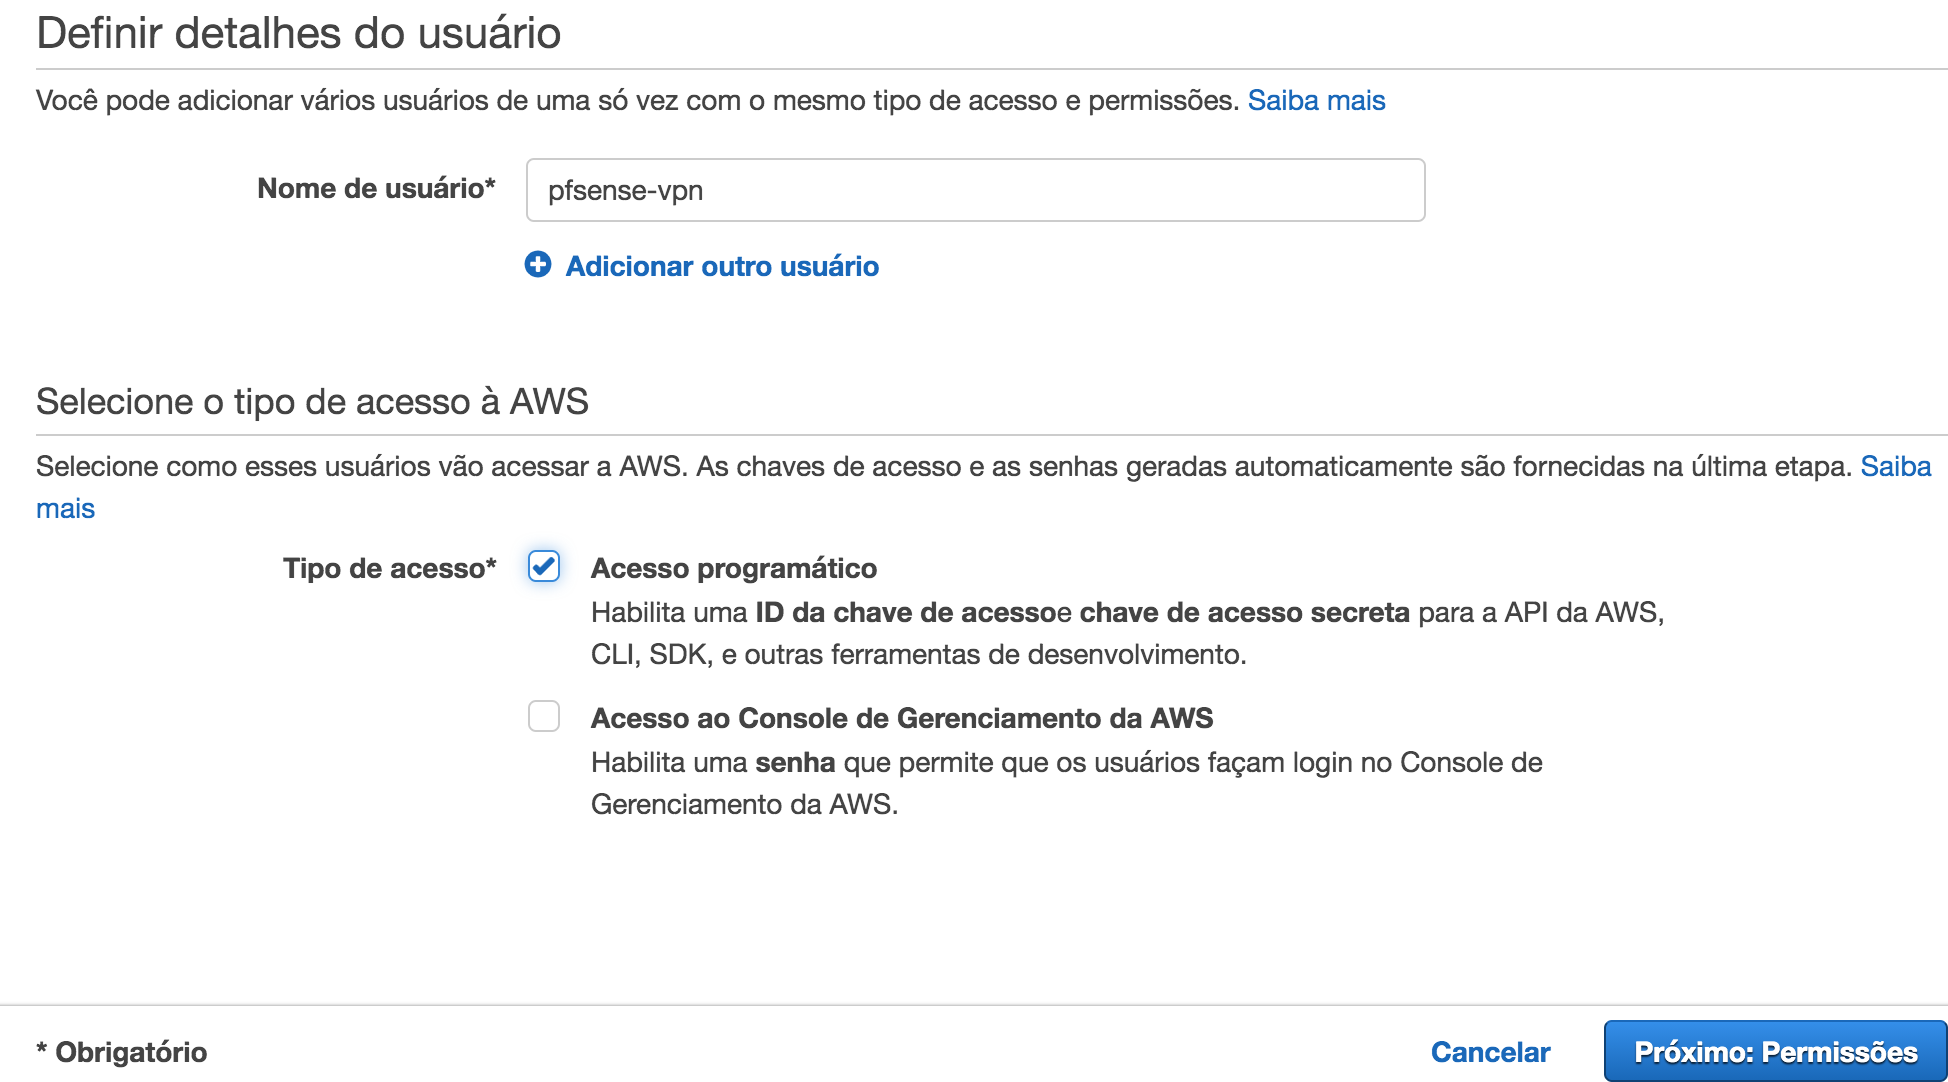 Definir detalhes do usuário
Você pode adicionar vários usuários de uma só vez com o mesmo tipo de acesso e permissões. Saiba mais
Nome de usuário* pfsense-vpn
Adicionar outro usuário
Selecione o tipo de acesso à AWS
Selecione como esses usuários vão acessar a AWS. As chaves de acesso e as senhas geradas automaticamente são fornecidas na última etapa. Saiba
mais
Tipo de acesso* Acesso programático
Habilita uma ID da chave de acessoe chave de acesso secreta para a API da AWS,
CLI, SDK, e outras ferramentas de desenvolvimento.
Acesso ao Console de Gerenciamento da AWS
Habilita uma senha que permite que os usuários façam login no Console de
Gerenciamento da AWS.
* Obrigatório Cancelar Próximo: Permissões